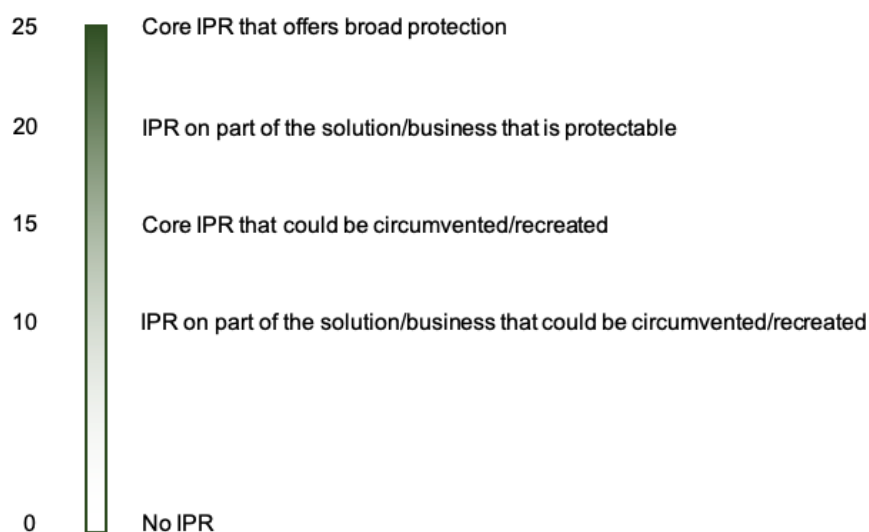 25 Core IPR that offers broad protection
20 IPR on part of the solution/business that is protectable
15 Core IPR that could be circumvented/recreated
10 IPR on part of the solution/business that could be circumvented/recreated
0 No IPR